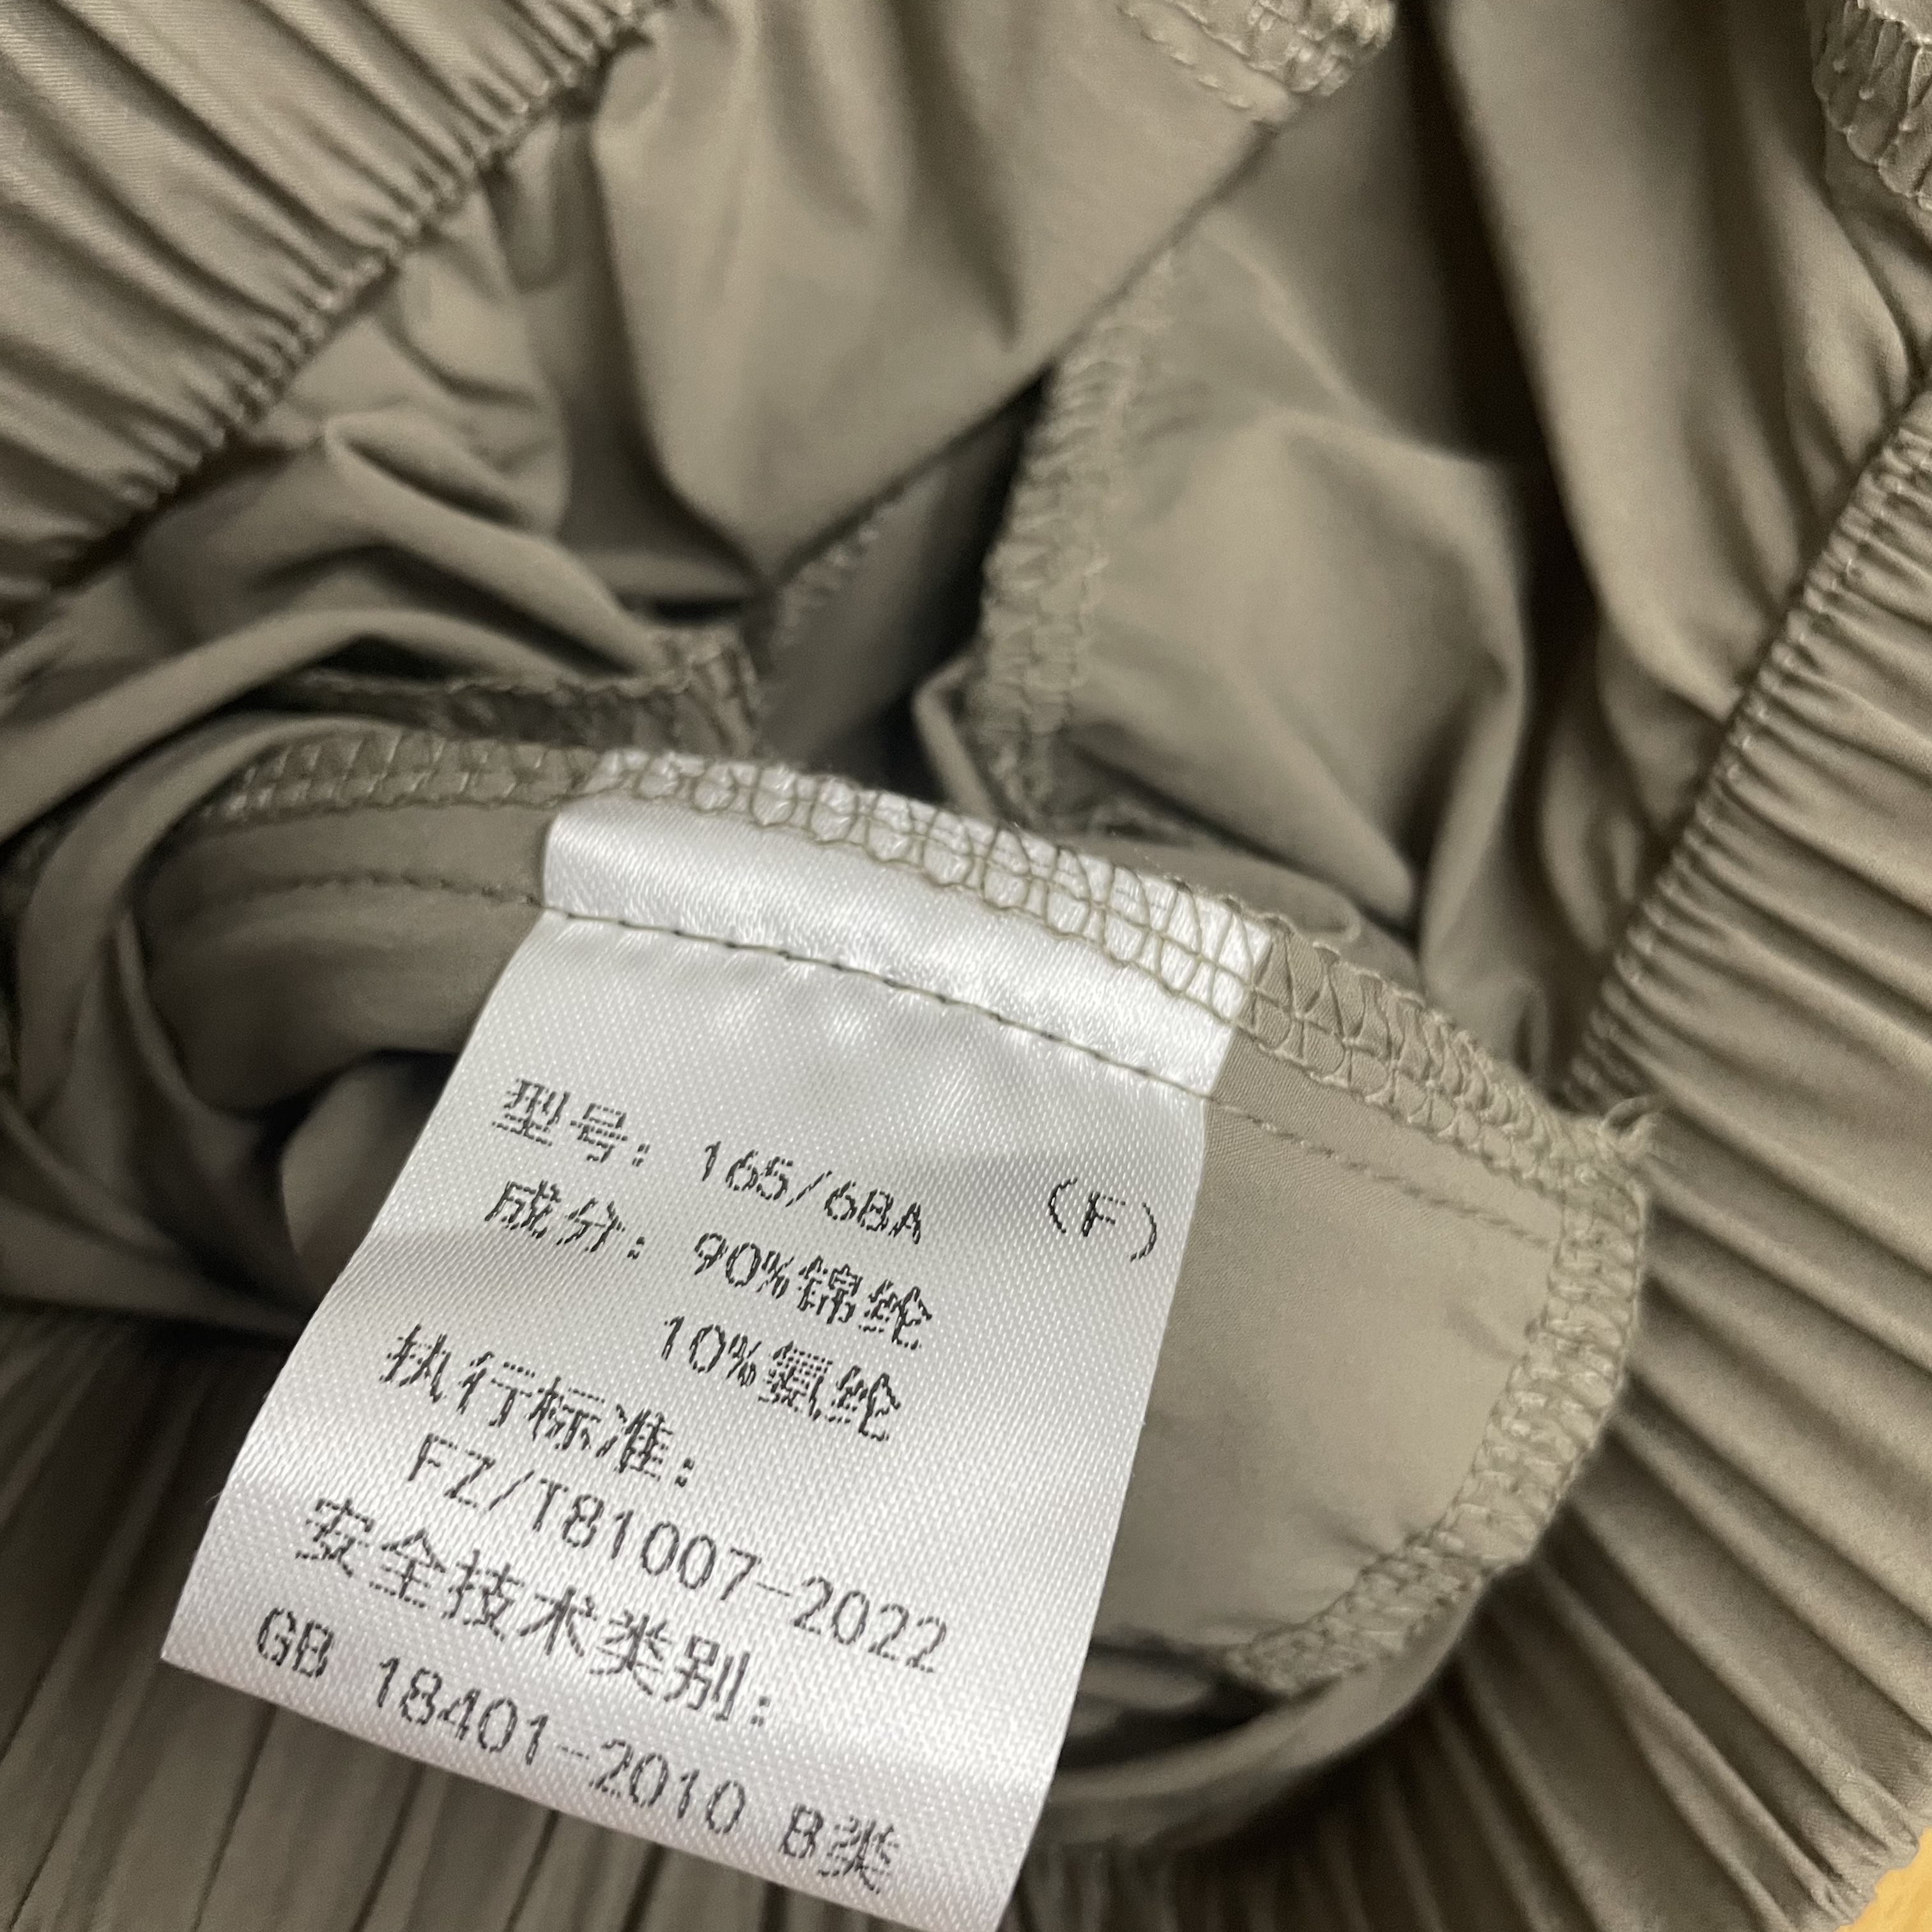 型号：165/68A （F）
成分：90%锦纶
10%氨纶
执行标准：
FZ/T81007-2022
安全技术类别：
GB 18401-2010 B类